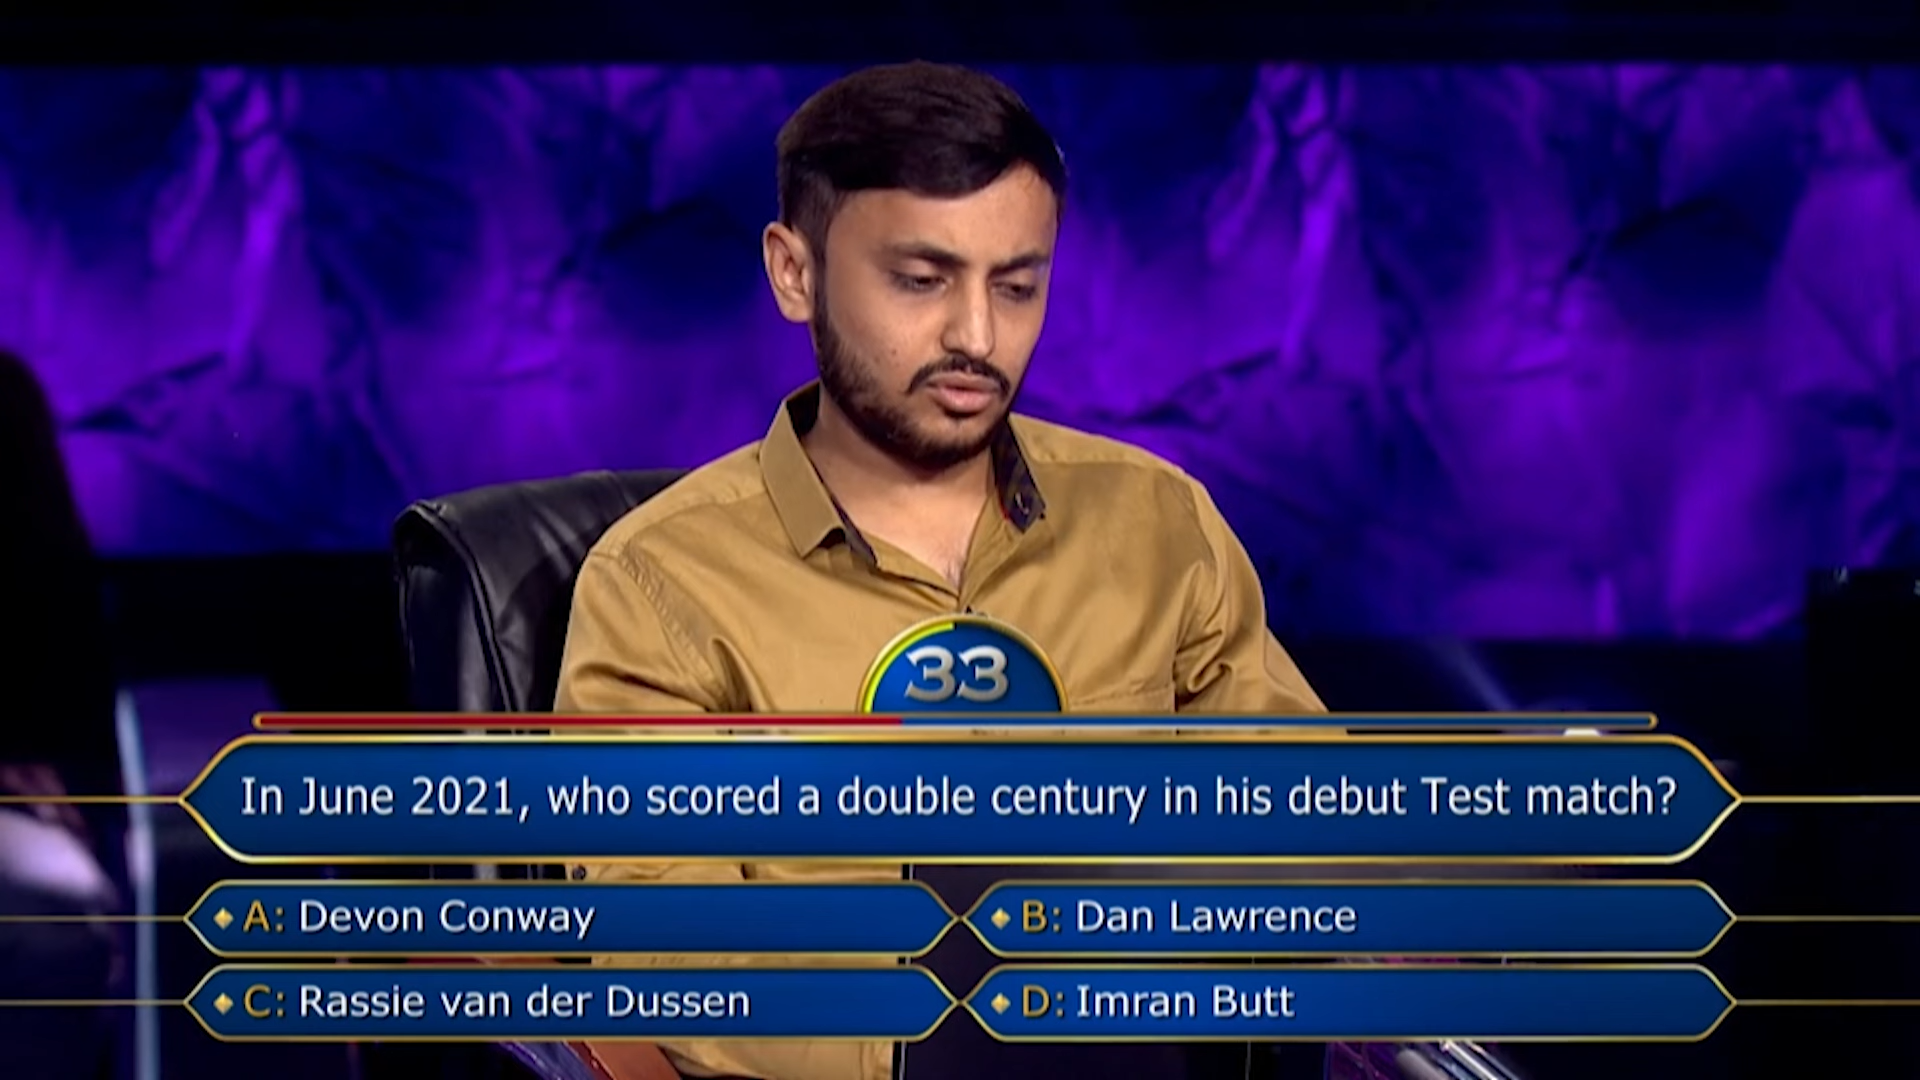 33
In June 2021, who scored a double century in his debut Test match?
A: Devon Conway
B: Dan Lawrence
C: Rassie van der Dussen
D: Imran Butt